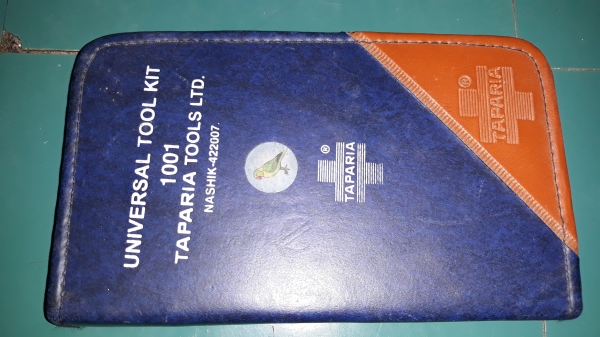 UNIVERSAL TOOL KIT
1001
TAPARIA TOOLS LTD.
NASHIK-422007.
TAPARIA®
TAPARIA®